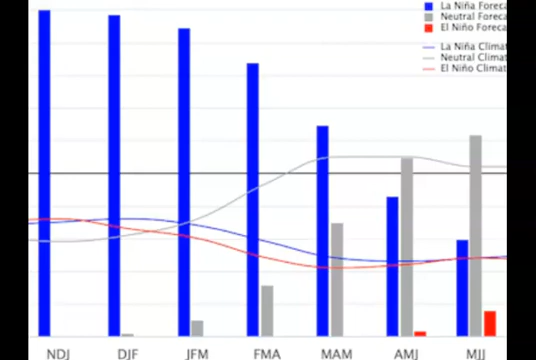 La Niña Foreca
Neutral Foreca
El Niño Foreca
La Niña Climat
Neutral Climat
El Niño Climat
NDJ DJF JFM FMA MAM AMJ MJJ